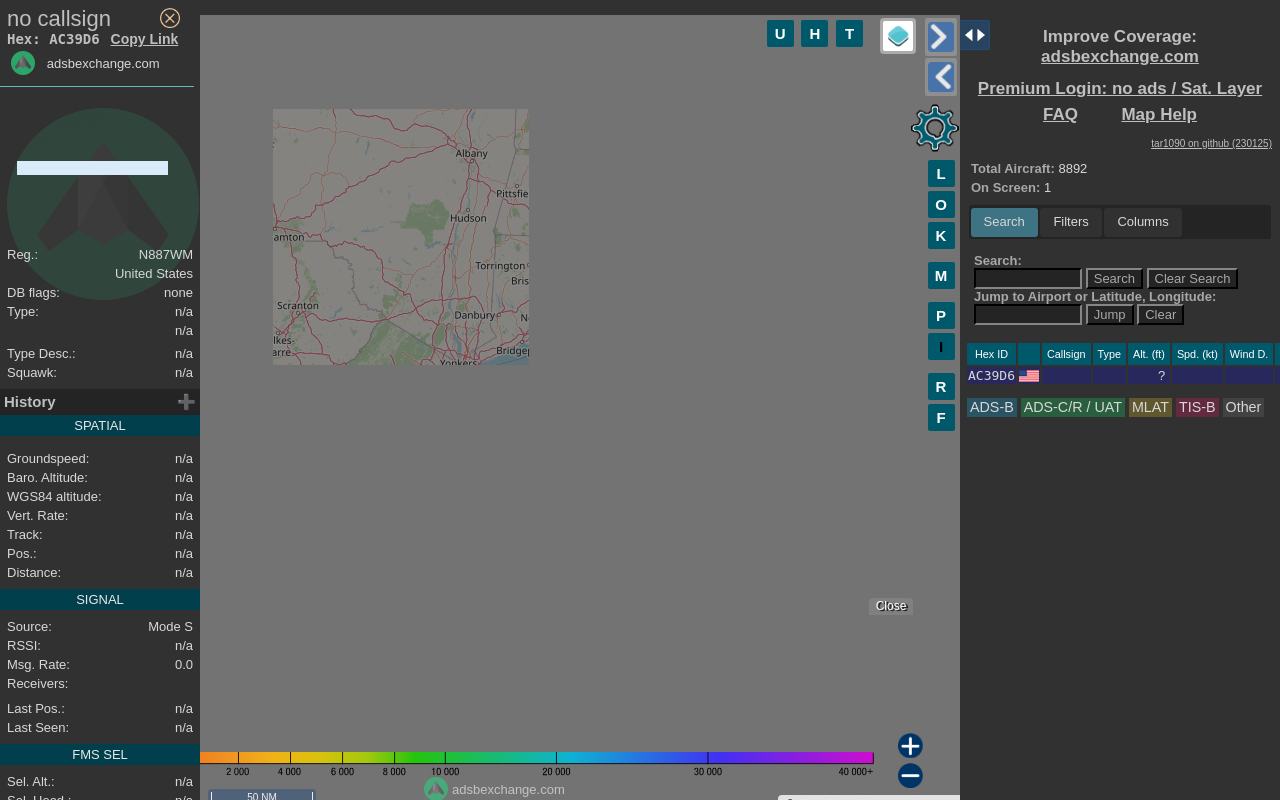 no callsign
Hex: AC39D6 Copy Link
adsbexchange.com
Reg.: N887WM
United States
DB flags: none
Type: n/a
n/a
Type Desc.: n/a
Squawk: n/a
History
SPATIAL
Groundspeed: n/a
Baro. Altitude: n/a
WGS84 altitude: n/a
Vert. Rate: n/a
Track: n/a
Pos.: n/a
Distance: n/a
SIGNAL
Source: Mode S
RSSI: n/a
Msg. Rate: 0.0
Receivers:
Last Pos.: n/a
Last Seen: n/a
FMS SEL
Sel. Alt.: n/a
Sel. Head.: n/a
U H T
Albany
Pittsfie
Hudson
amton
Torrington
Bris
Scranton
Danbury
N
lkes-
arre
Bridgep
Yonkers
L
O
K
M
P
I
R
F
Close
2 000 4 000 6 000 8 000 10 000 20 000 30 000 40 000+
adsbexchange.com
50 NM
Improve Coverage:
adsbexchange.com
Premium Login: no ads / Sat. Layer
FAQ Map Help
tar1090 on github (230125)
Total Aircraft: 8892
On Screen: 1
Search Filters Columns
Search:
Search Clear Search
Jump to Airport or Latitude, Longitude:
Jump Clear
Hex ID Callsign Type Alt. (ft) Spd. (kt) Wind D.
AC39D6 ?
ADS-B ADS-C/R / UAT MLAT TIS-B Other